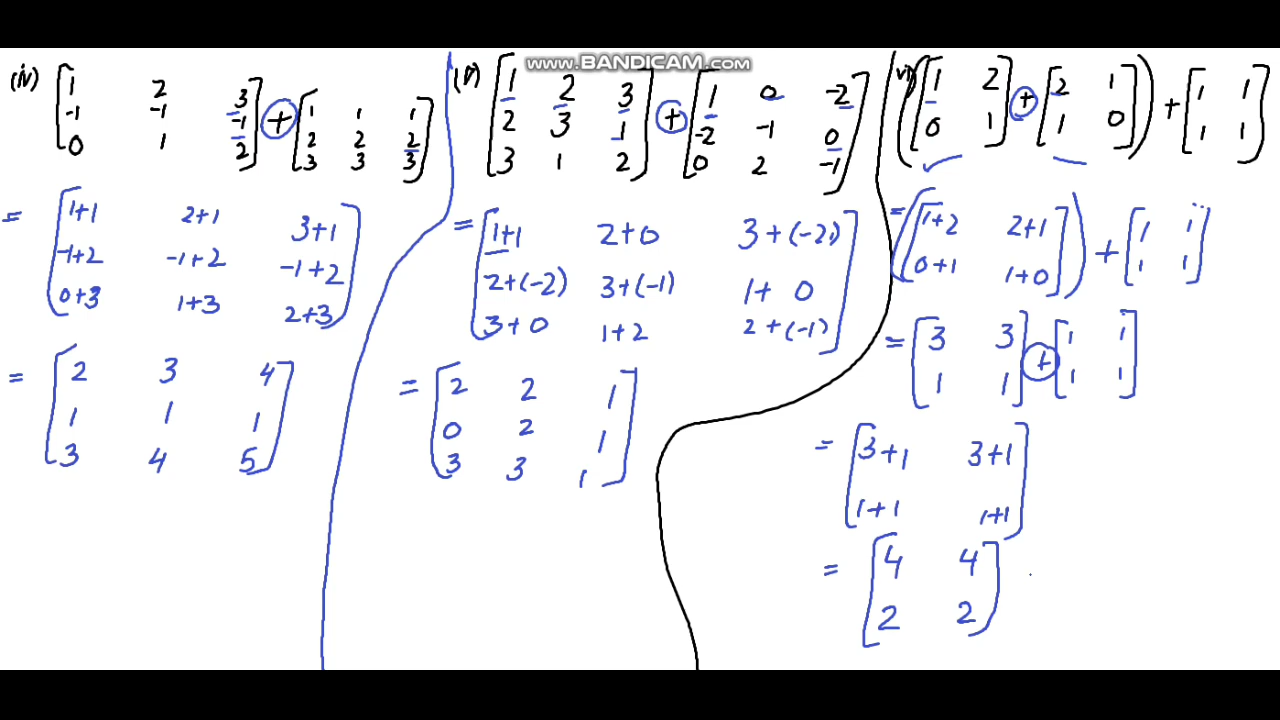 www.BANDICAM.com
(iv) [1 2 3
-1 -1 -1
0 1 2] + [1 1 1
2 2 2
3 3 3]
= [1+1 2+1 3+1
-1+2 -1+2 -1+2
0+3 1+3 2+3]
= [2 3 4
1 1 1
3 4 5]
(v) [1 2 3
2 3 1
3 1 2] + [1 0 -2
-2 -1 0
0 2 -1]
= [1+1 2+0 3+(-2)
2+(-2) 3+(-1) 1+0
3+0 1+2 2+(-1)]
= [2 2 1
0 2 1
3 3 1]
vi) ([1 2
0 1] + [2 1
1 0]) + [1 1
1 1]
= ([1+2 2+1
0+1 1+0]) + [1 1
1 1]
= [3 3
1 1] + [1 1
1 1]
= [3+1 3+1
1+1 1+1]
= [4 4
2 2]